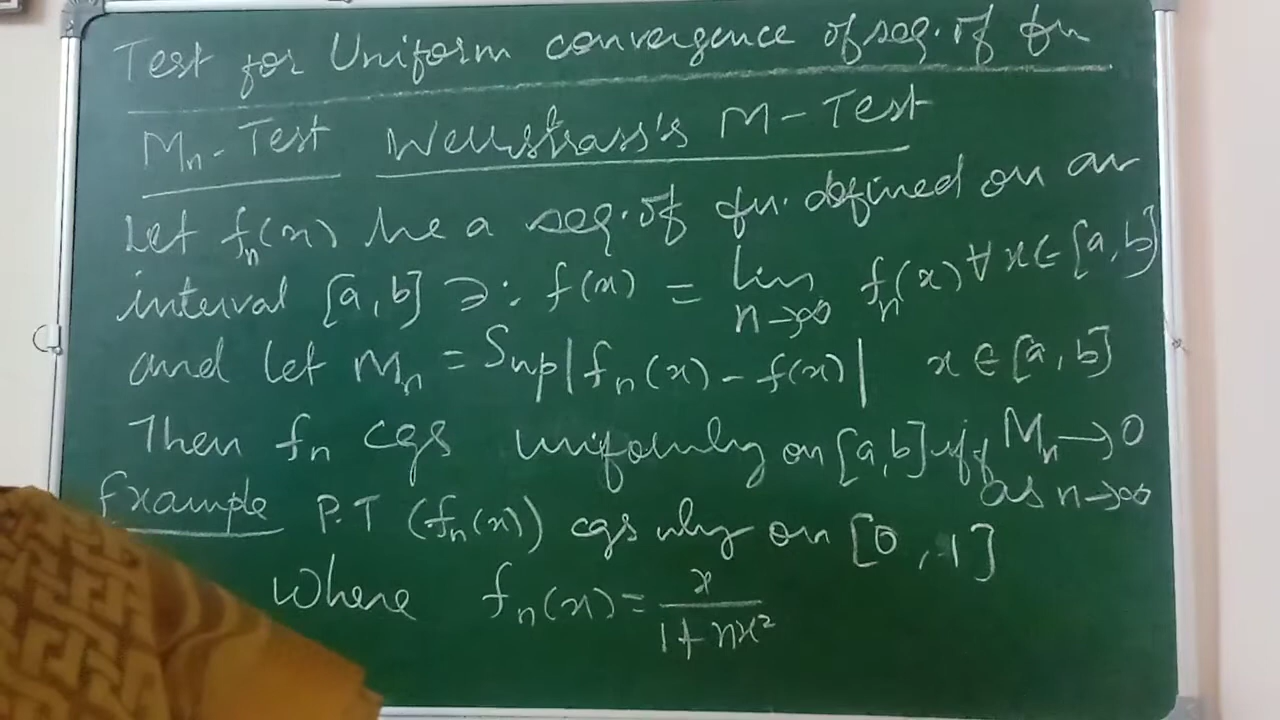 Test for Uniform convergence of seq. of fn
Mn - Test Weierstrass's M - Test
Let fn(x) be a seq. of fn. defined on an
interval [a, b] ∋: f(x) = lim n→∞ fn(x) ∀ x ∈ [a, b]
and let Mn = Sup|fn(x) - f(x)| x ∈ [a, b]
Then fn cgs uniformly on [a, b] iff Mn → 0
as n → ∞
Example P.T (fn(x)) cgs uly on [0, 1]
Where fn(x) = x / 1 + nx²